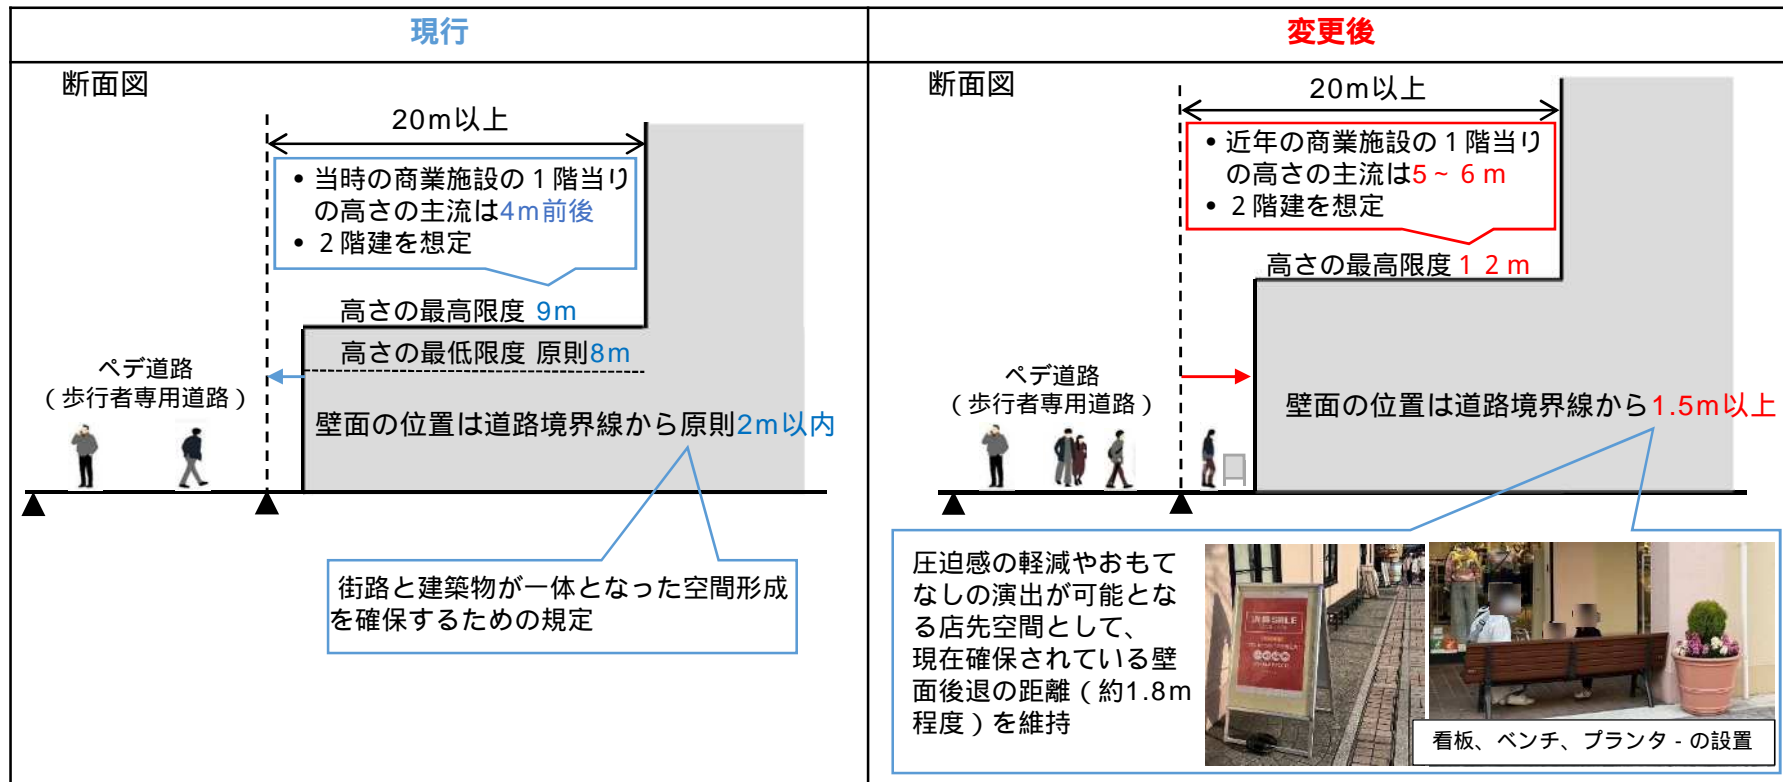 現行
断面図
20m以上
• 当時の商業施設の１階当り
の高さの主流は4m前後
• ２階建を想定
高さの最高限度 9m
高さの最低限度 原則8m
ペデ道路
（歩行者専用道路）
壁面の位置は道路境界線から原則2m以内
街路と建築物が一体となった空間形成
を確保するための規定
変更後
断面図
20m以上
• 近年の商業施設の１階当り
の高さの主流は5～６m
• ２階建を想定
高さの最高限度１２m
ペデ道路
（歩行者専用道路）
壁面の位置は道路境界線から1.5m以上
圧迫感の軽減やおもて
なしの演出が可能とな
る店先空間として、
現在確保されている壁
面後退の距離（約1.8m
程度）を維持
看板、ベンチ、プランタ‐の設置